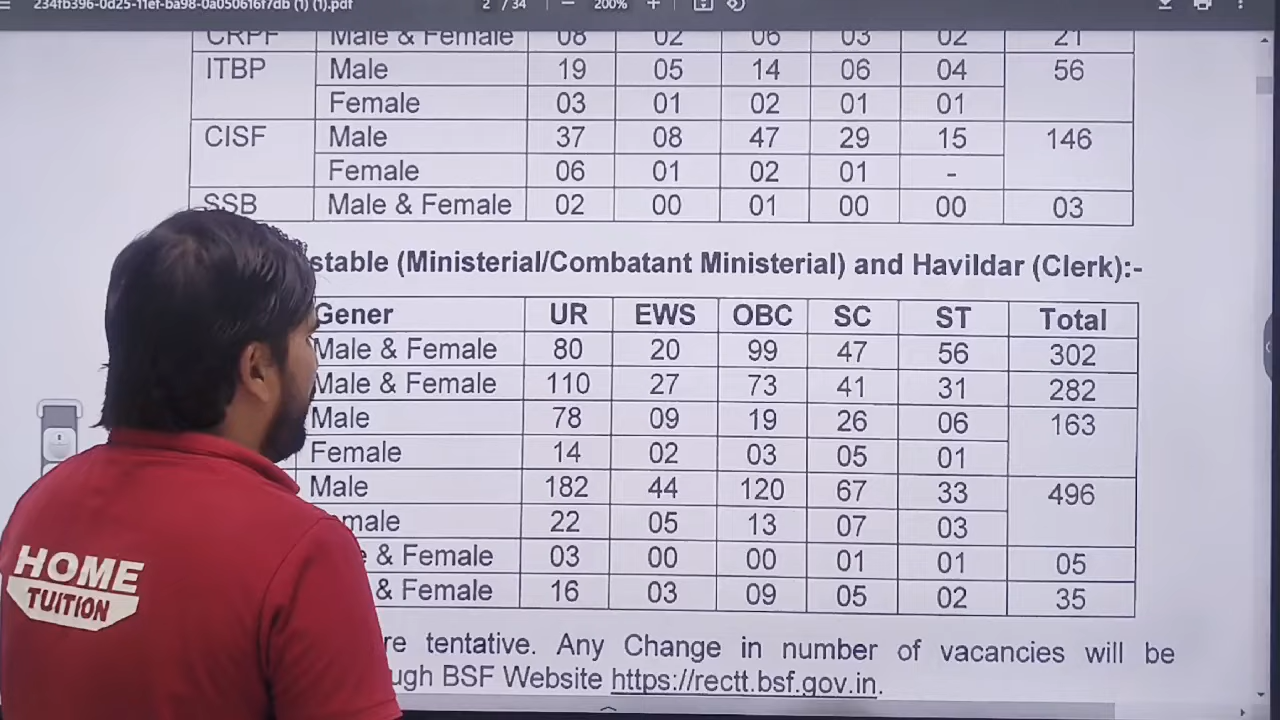 234fb396-0d25-11ef-ba98-0a050616f7db (1) (1).pdf 2 / 34 200%
CRPF Male & Female 08 02 06 03 02 21
ITBP Male 19 05 14 06 04 56
Female 03 01 02 01 01
CISF Male 37 08 47 29 15 146
Female 06 01 02 01 -
SSB Male & Female 02 00 01 00 00 03
stable (Ministerial/Combatant Ministerial) and Havildar (Clerk):-
Gener UR EWS OBC SC ST Total
Male & Female 80 20 99 47 56 302
Male & Female 110 27 73 41 31 282
Male 78 09 19 26 06 163
Female 14 02 03 05 01
Male 182 44 120 67 33 496
male 22 05 13 07 03
& Female 03 00 00 01 01 05
& Female 16 03 09 05 02 35
re tentative. Any Change in number of vacancies will be
ugh BSF Website https://rectt.bsf.gov.in.
HOME
TUITION